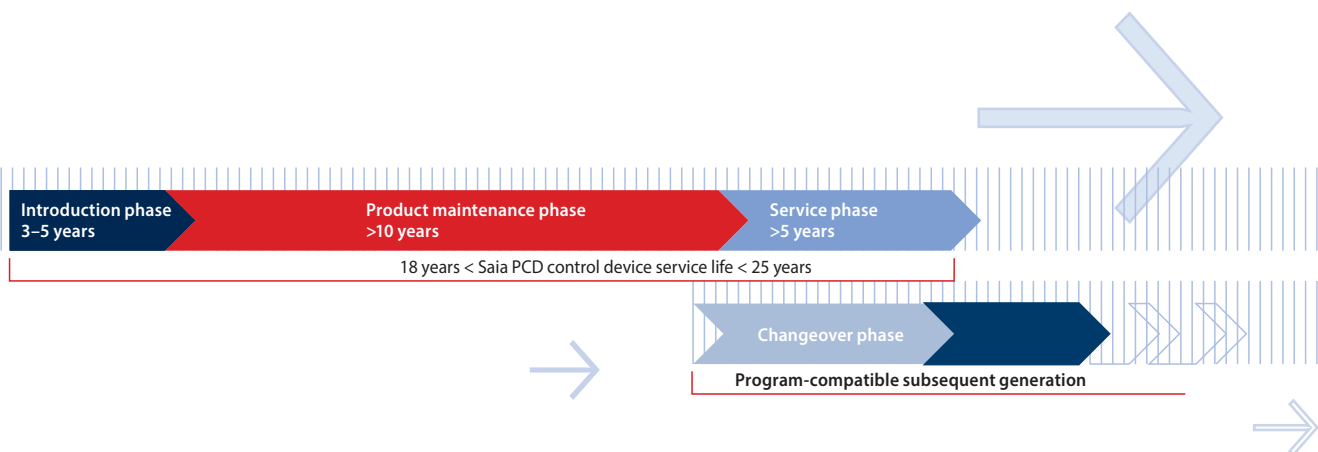 Introduction phase
3–5 years
Product maintenance phase
>10 years
Service phase
>5 years
18 years < Saia PCD control device service life < 25 years
Changeover phase
Program-compatible subsequent generation